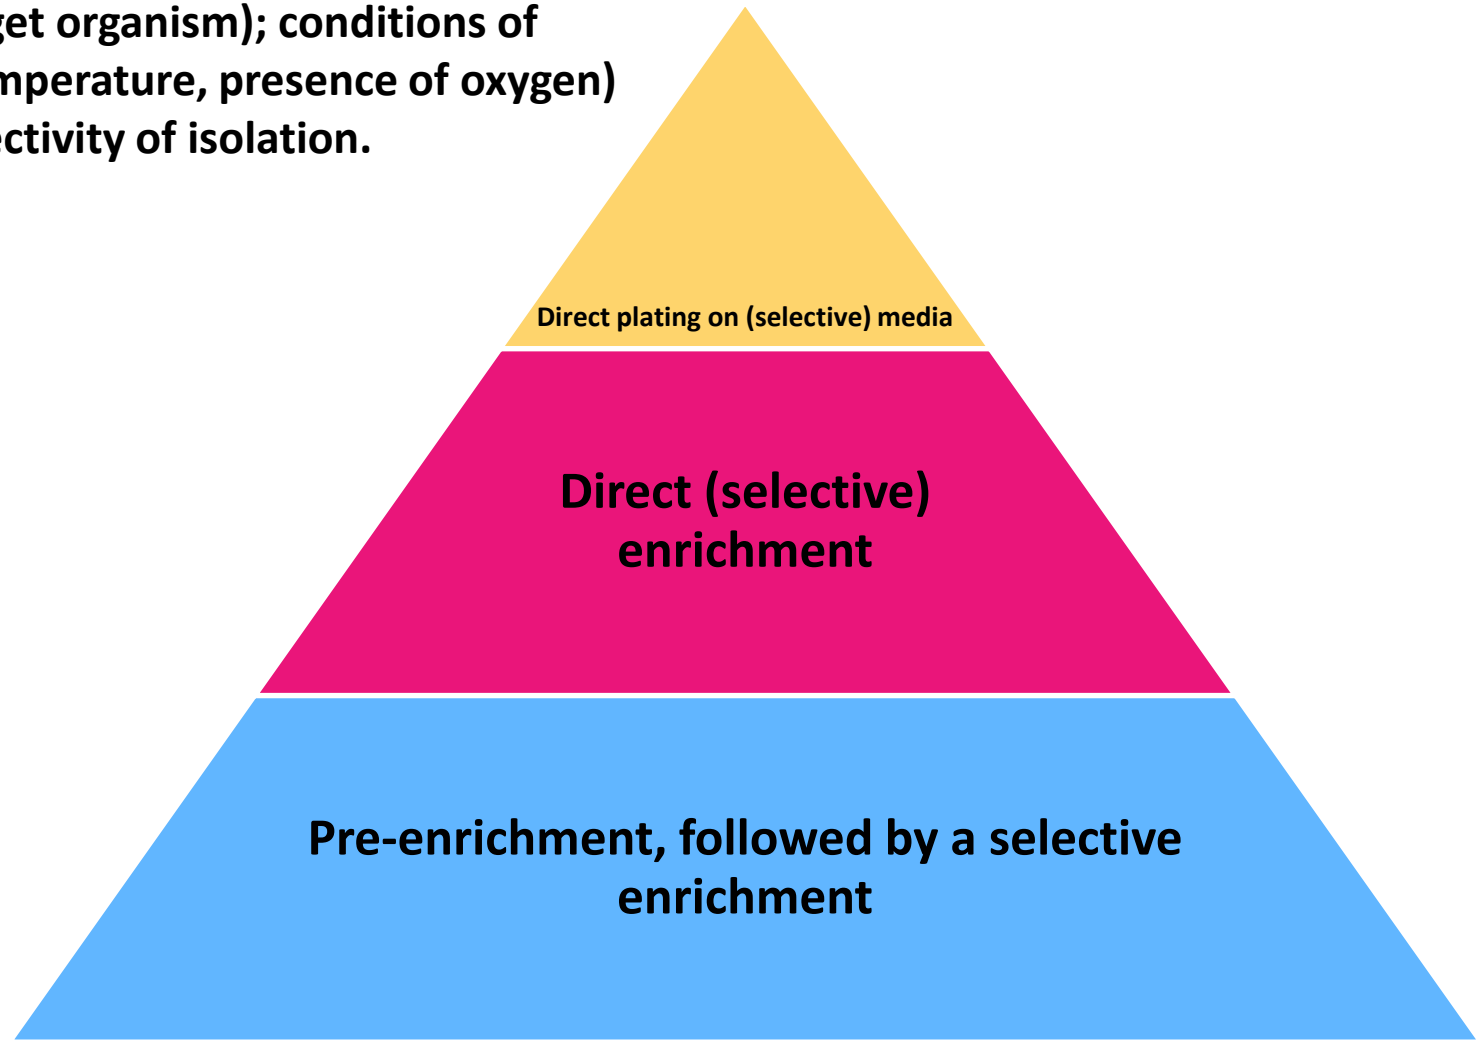 get organism); conditions of
mperature, presence of oxygen)
ectivity of isolation.
Direct plating on (selective) media
Direct (selective)
enrichment
Pre-enrichment, followed by a selective
enrichment